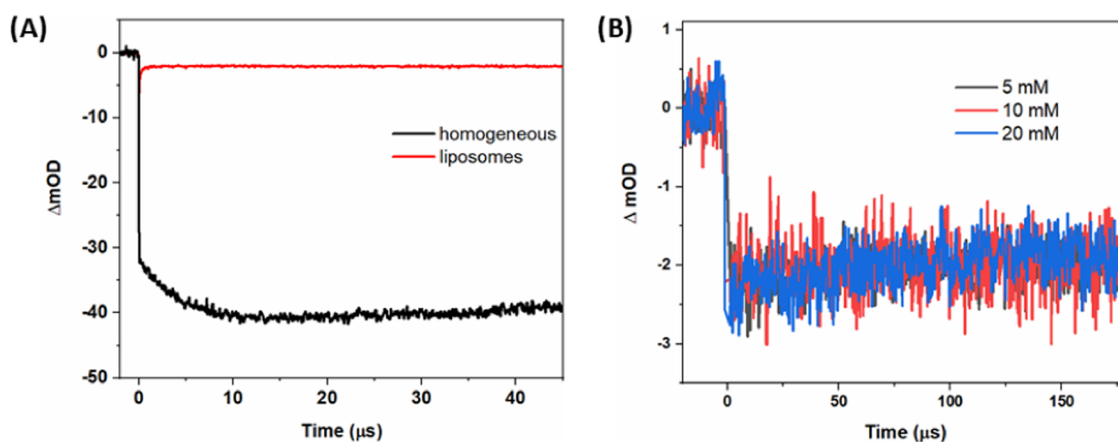 (A)
0
-10
-20
-30
-40
-50
ΔmOD
homogeneous
liposomes
0 10 20 30 40
Time (μs)
(B)
1
0
-1
-2
-3
Δ mOD
5 mM
10 mM
20 mM
0 50 100 150
Time (μs)